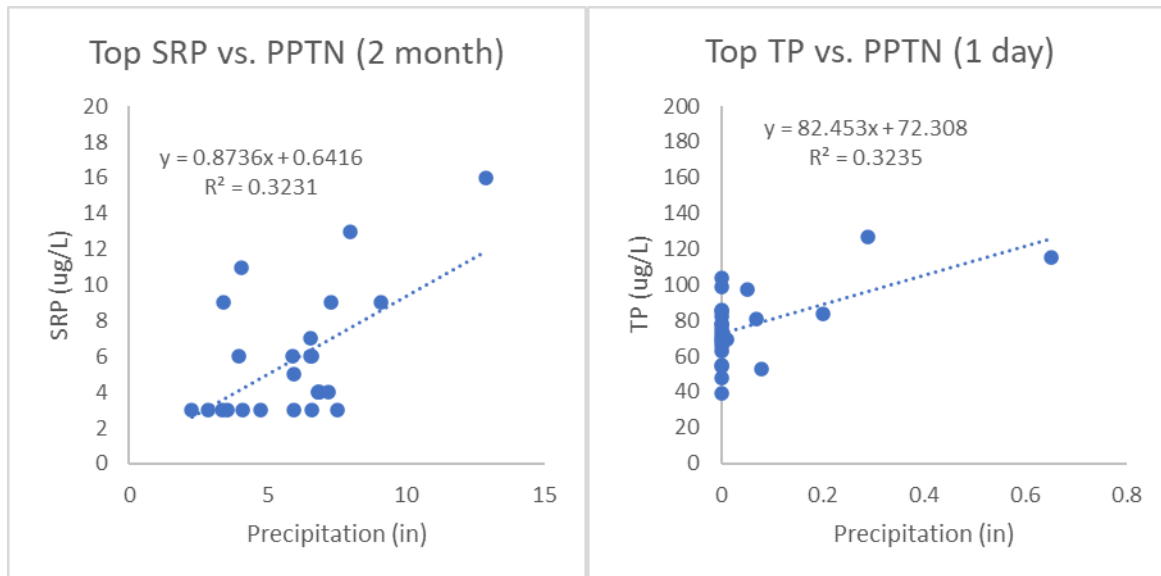 Top SRP vs. PPTN (2 month)
SRP (ug/L)
20
18
16
14
12
10
8
6
4
2
0
y = 0.8736x + 0.6416
R² = 0.3231
0 5 10 15
Precipitation (in)
Top TP vs. PPTN (1 day)
TP (ug/L)
200
180
160
140
120
100
80
60
40
20
0
y = 82.453x + 72.308
R² = 0.3235
0 0.2 0.4 0.6 0.8
Precipitation (in)